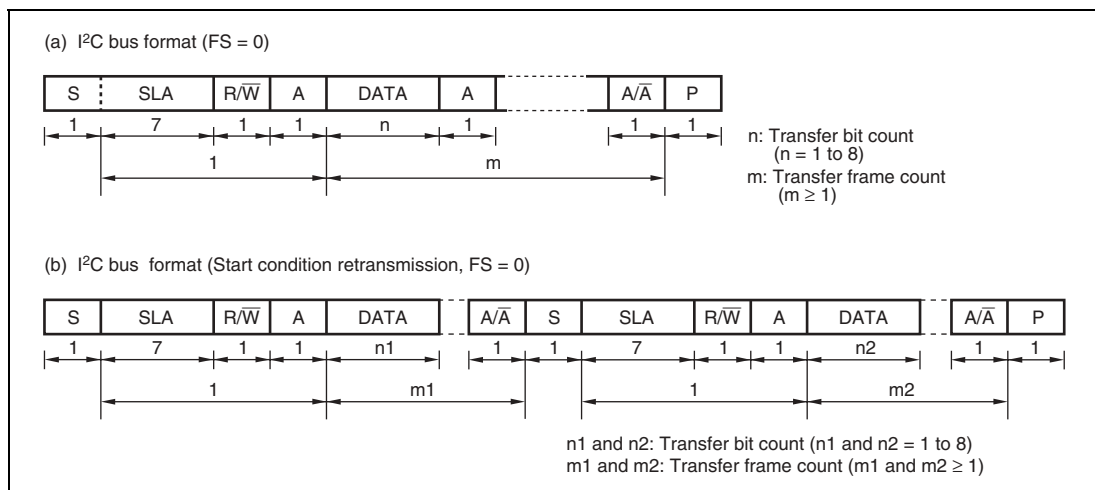 (a) I²C bus format (FS = 0)
S SLA R/W̅ A DATA A A/A̅ P
1 7 1 1 n 1 1 1
1 m
n: Transfer bit count
(n = 1 to 8)
m: Transfer frame count
(m ≥ 1)
(b) I²C bus format (Start condition retransmission, FS = 0)
S SLA R/W̅ A DATA A/A̅ S SLA R/W̅ A DATA A/A̅ P
1 7 1 1 n1 1 1 7 1 1 n2 1 1
1 m1 1 m2
n1 and n2: Transfer bit count (n1 and n2 = 1 to 8)
m1 and m2: Transfer frame count (m1 and m2 ≥ 1)